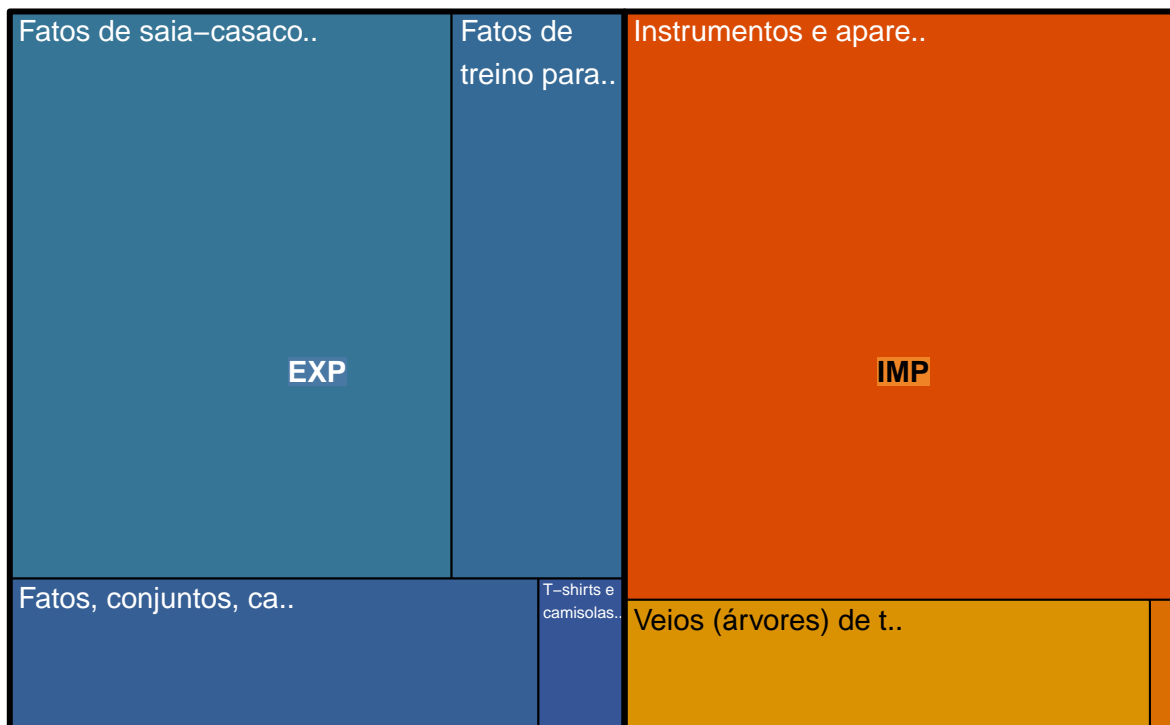 Fatos de saia−casaco..
Fatos de
treino para..
Instrumentos e apare..
EXP
IMP
Fatos, conjuntos, ca..
T−shirts e
camisolas..
Veios (árvores) de t..